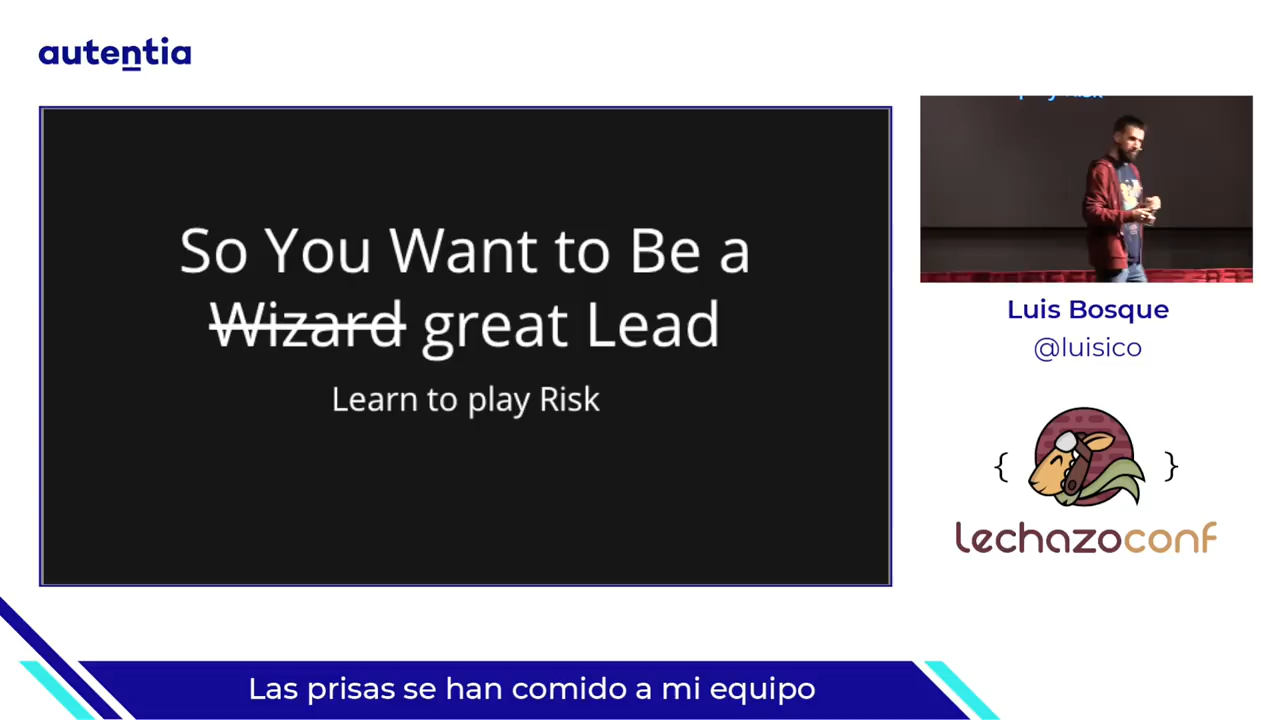 autentia
So You Want to Be a
Wizard great Lead
Learn to play Risk
Luis Bosque
@luisico
{ }
lechazoconf
Las prisas se han comido a mi equipo